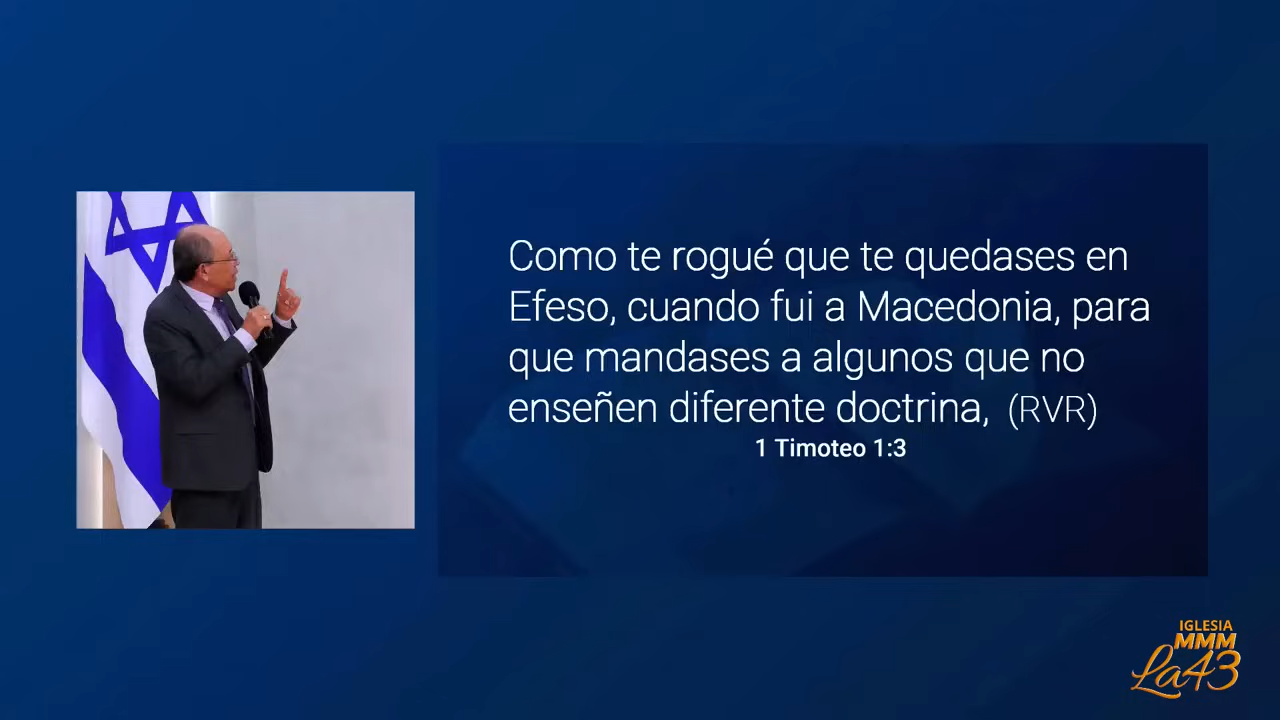 Como te rogué que te quedases en
Efeso, cuando fui a Macedonia, para
que mandases a algunos que no
enseñen diferente doctrina, (RVR)
1 Timoteo 1:3
IGLESIA
MMM
La43